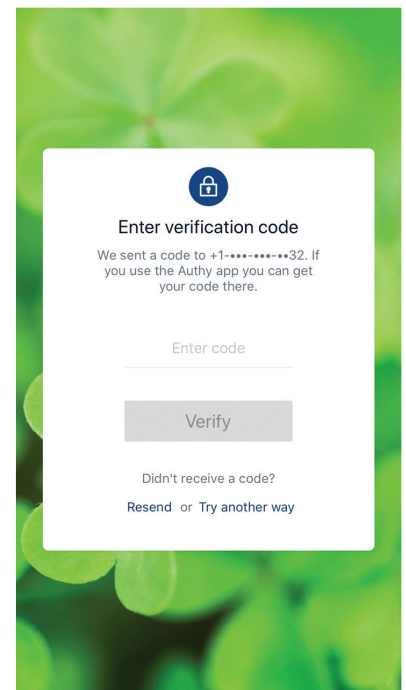 Enter verification code
We sent a code to +1-•••-•••-••32. If
you use the Authy app you can get
your code there.
Enter code
Verify
Didn't receive a code?
Resend or Try another way